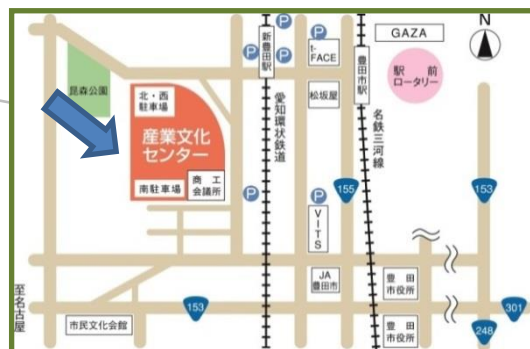 GAZA
N
P
P
P
P
t-
FACE
新豊田駅
豊田市駅
駅前
ロータリー
昆森公園
北・西
駐車場
松坂屋
P
産業文化
センター
愛知環状鉄道
名鉄三河線
南駐車場
商工
会議所
P
P
VITS
155
153
JA
豊田市
豊田
市役所
至名古屋
153
301
市民文化会館
豊田
市役所
248